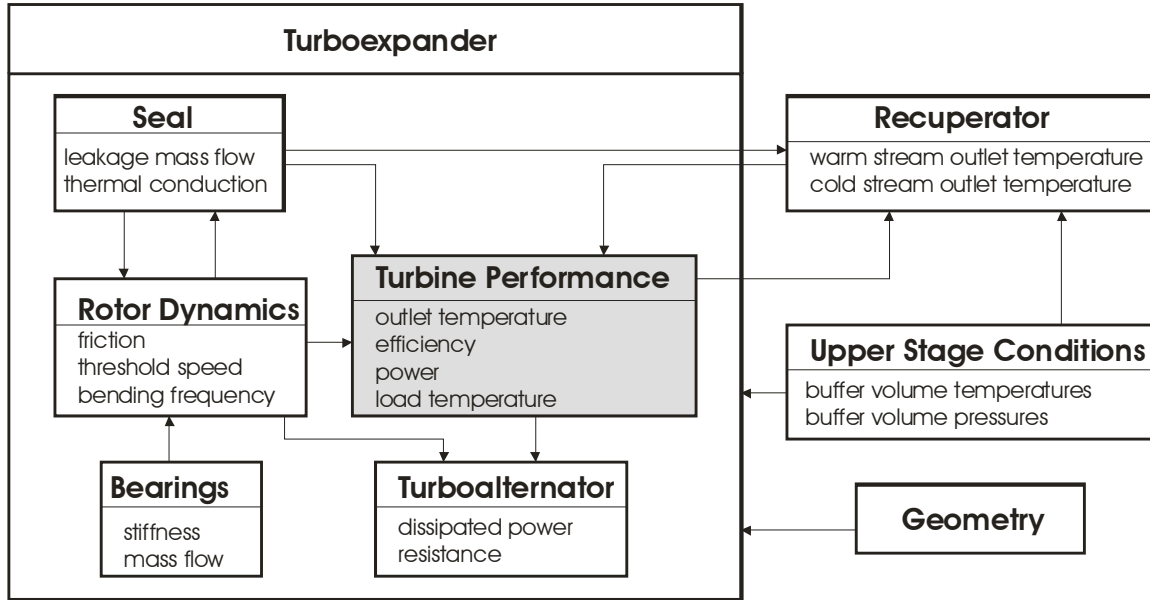 Turboexpander
Seal
leakage mass flow
thermal conduction
Recuperator
warm stream outlet temperature
cold stream outlet temperature
Rotor Dynamics
friction
threshold speed
bending frequency
Turbine Performance
outlet temperature
efficiency
power
load temperature
Upper Stage Conditions
buffer volume temperatures
buffer volume pressures
Bearings
stiffness
mass flow
Turboalternator
dissipated power
resistance
Geometry